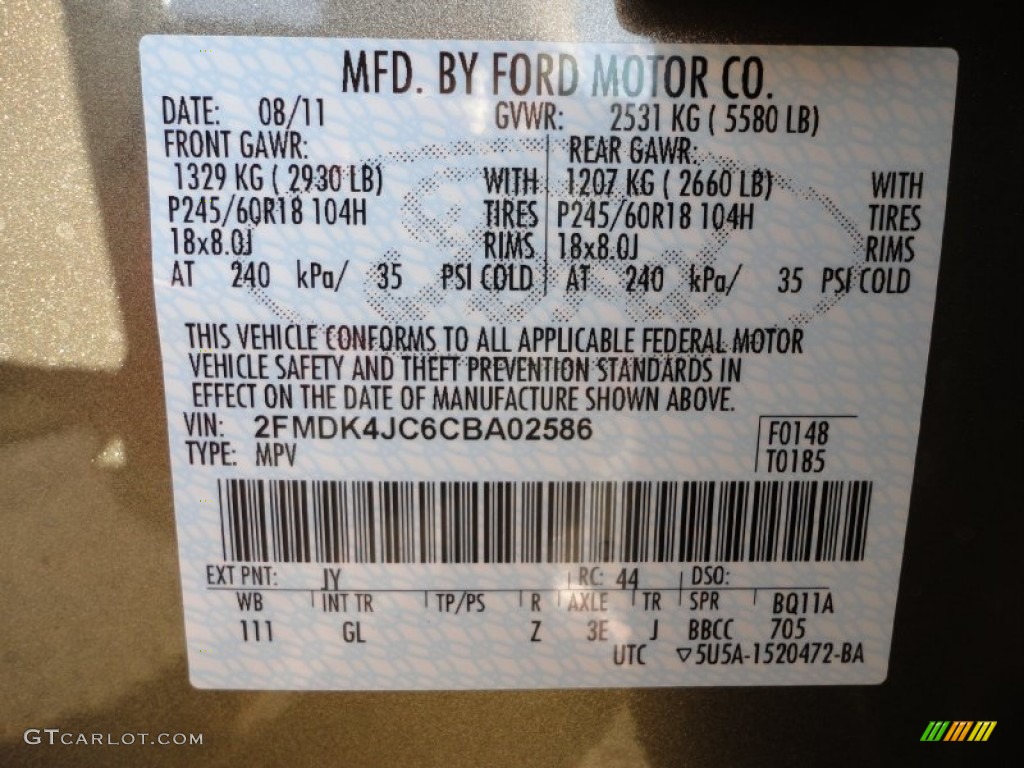 MFD. BY FORD MOTOR CO.
DATE: 08/11 GVWR: 2531 KG ( 5580 LB)
FRONT GAWR: REAR GAWR:
1329 KG ( 2930 LB) WITH 1207 KG ( 2660 LB) WITH
P245/60R18 104H TIRES P245/60R18 104H TIRES
18x8.0J RIMS 18x8.0J RIMS
AT 240 kPa/ 35 PSI COLD AT 240 kPa/ 35 PSI COLD
THIS VEHICLE CONFORMS TO ALL APPLICABLE FEDERAL MOTOR
VEHICLE SAFETY AND THEFT PREVENTION STANDARDS IN
EFFECT ON THE DATE OF MANUFACTURE SHOWN ABOVE.
VIN: 2FMDK4JC6CBA02586 F0148
TYPE: MPV T0185
EXT PNT: JY RC: 44 DSO:
WB INT TR TP/PS R AXLE TR SPR BQ11A
111 GL Z 3E J BBCC 705
UTC ▽5U5A-1520472-BA
GTCARLOT.COM